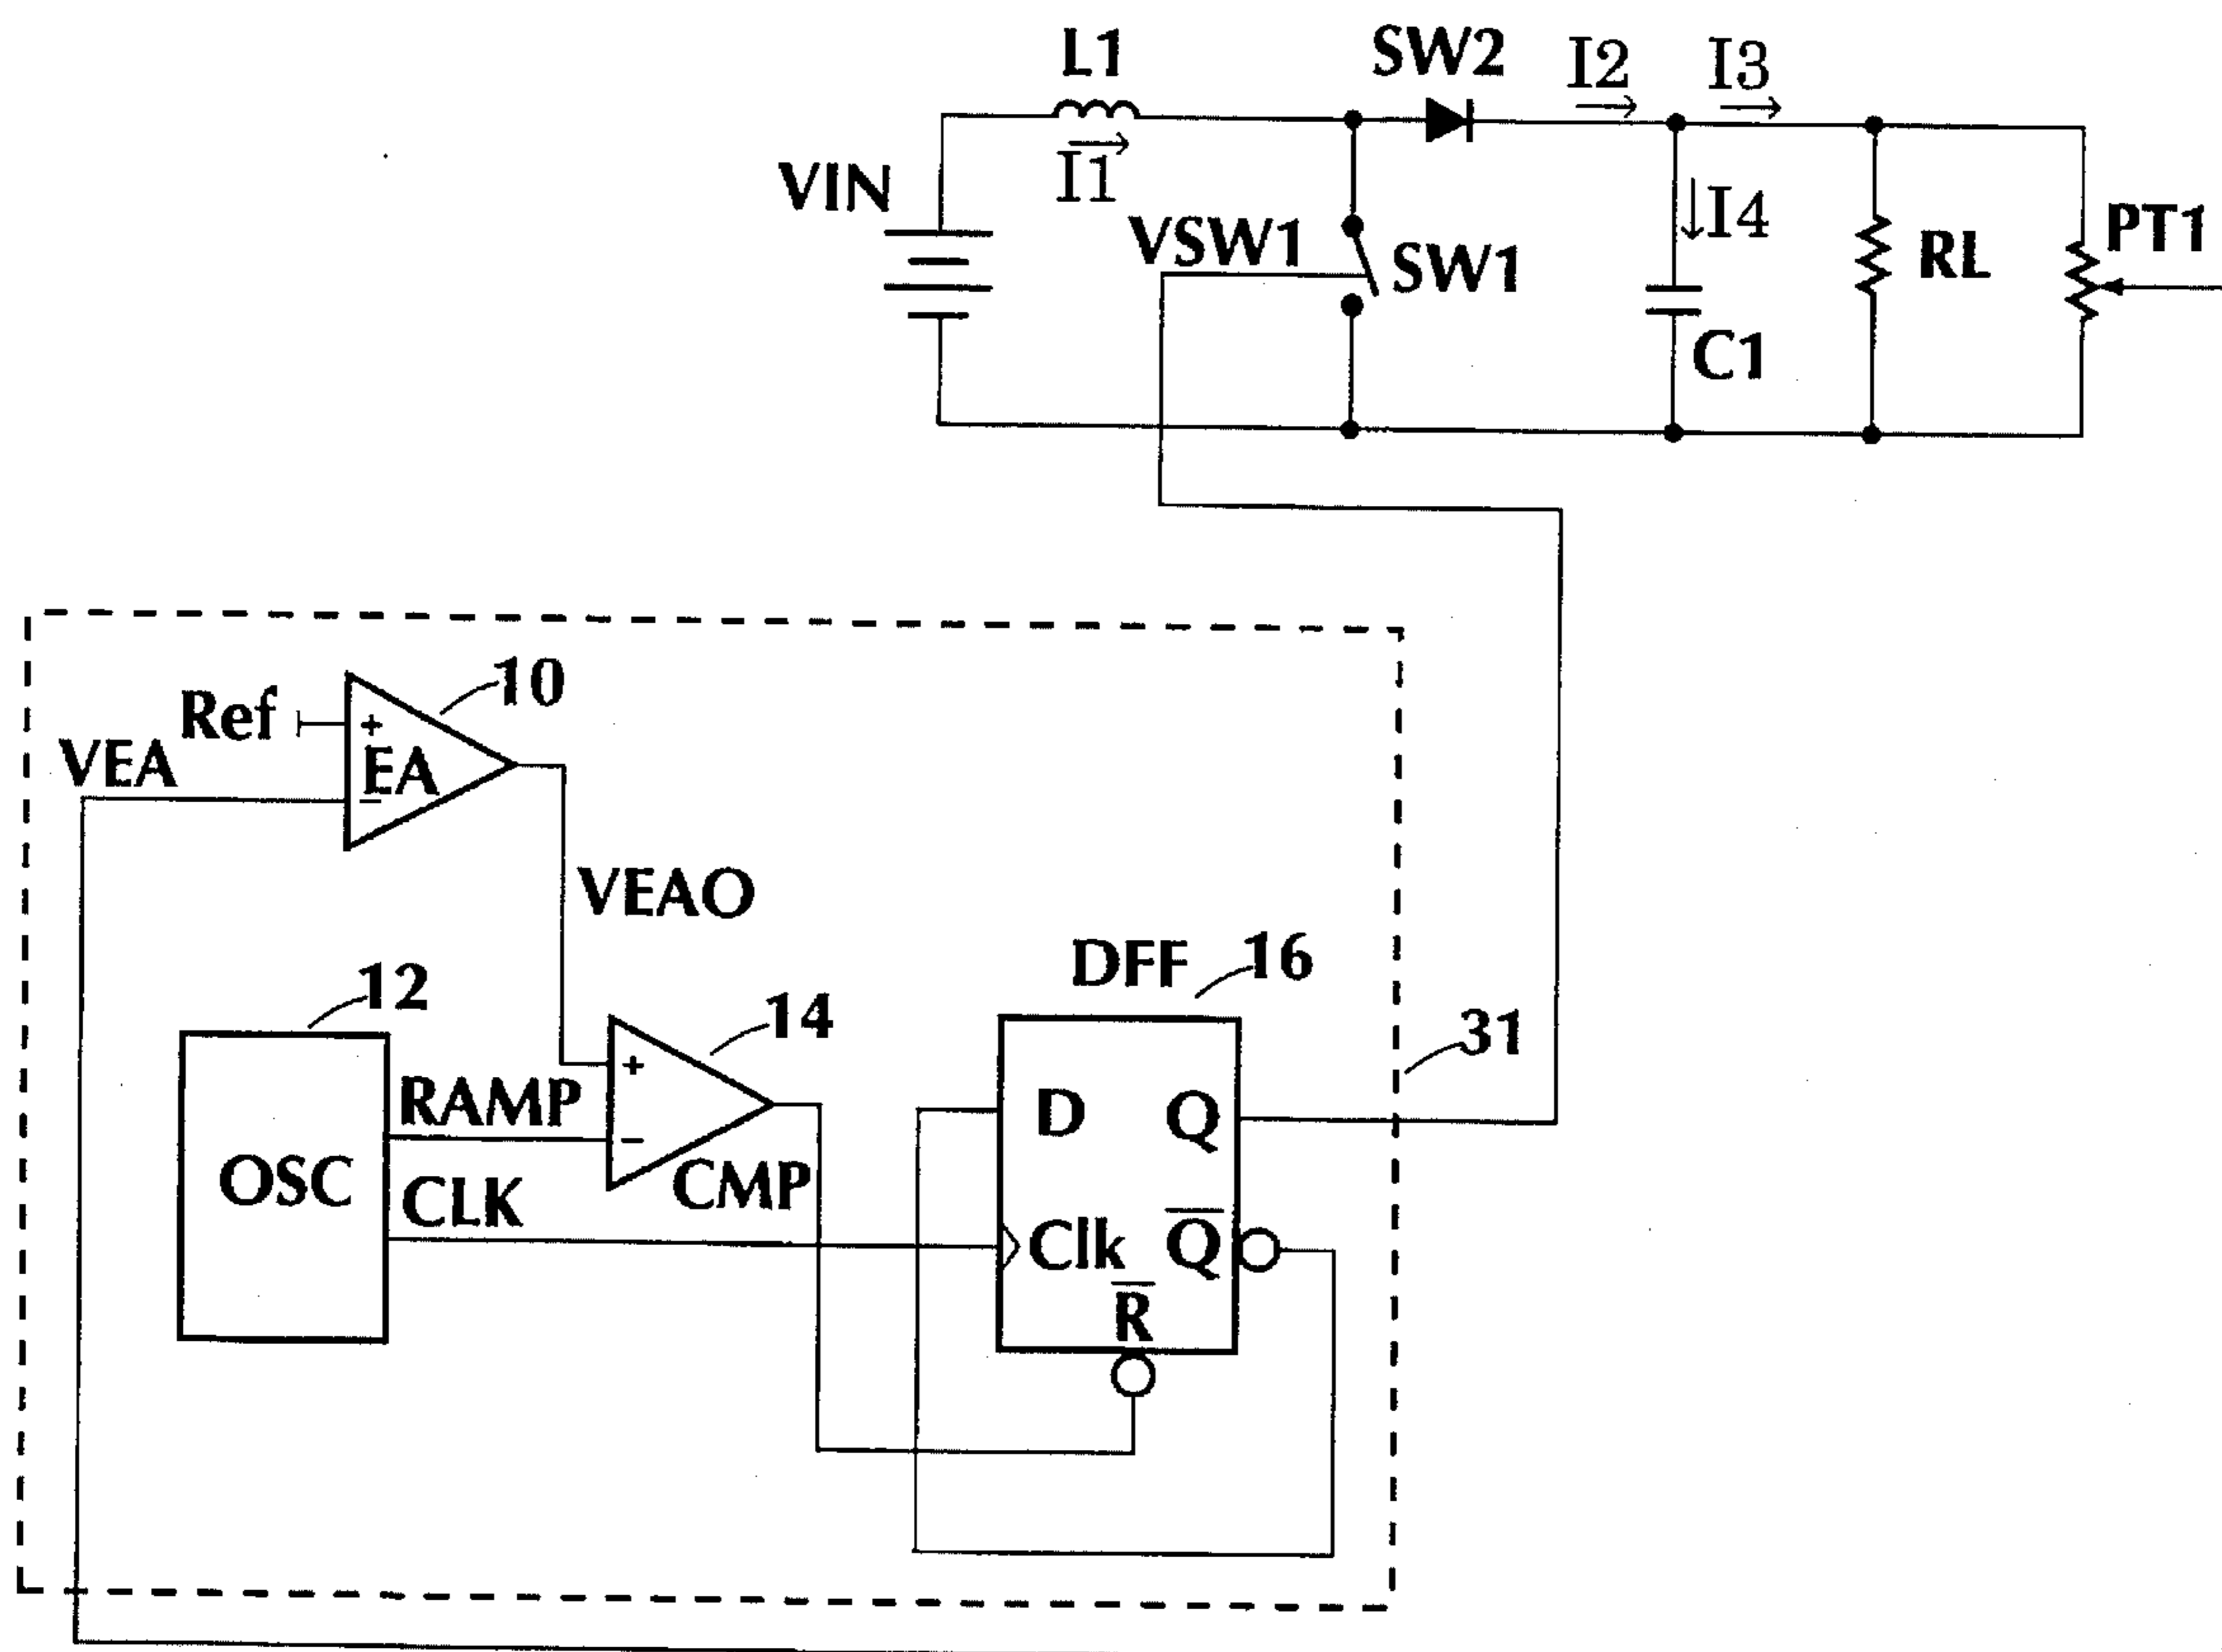 L1
SW2
I2
I3
I1
VIN
VSW1
SW1
I4
RL
PT1
C1
10
Ref
+
EA
VEA
−
VEAO
DFF
16
12
14
31
+
RAMP
−
D
Q
OSC
CMP
CLK
Clk
Q̅
R̅